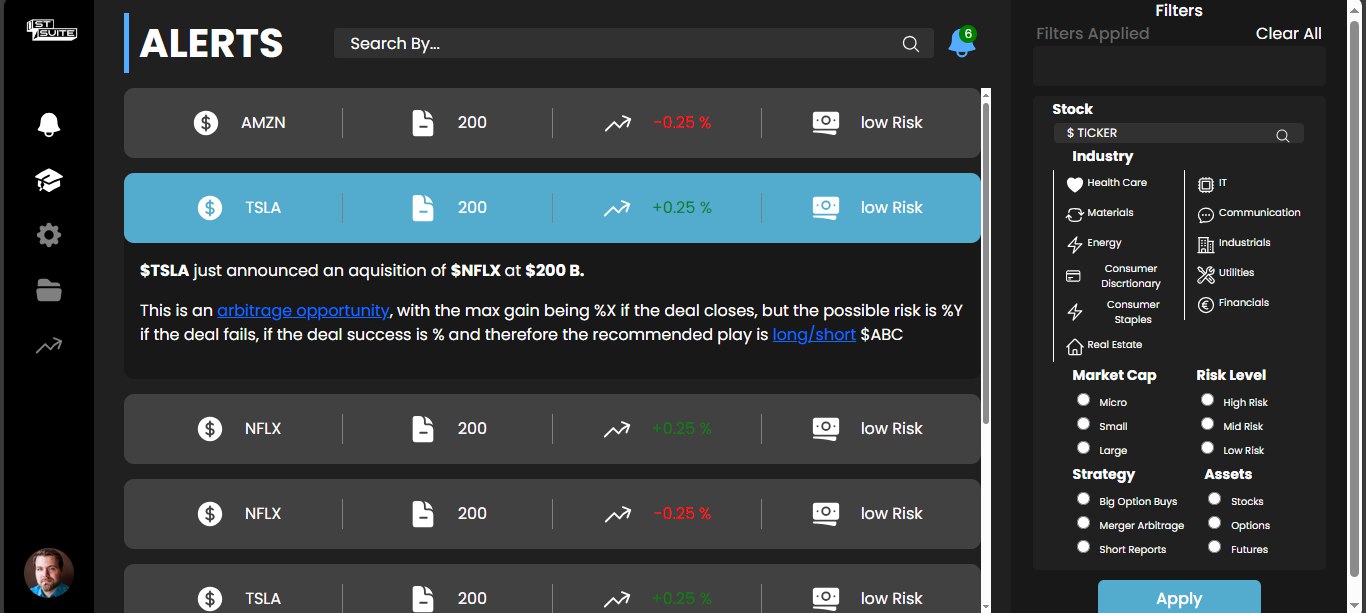 ST
SUITE
ALERTS
Search By...
6
AMZN 200 -0.25 % low Risk
TSLA 200 +0.25 % low Risk
$TSLA just announced an aquisition of $NFLX at $200 B.
This is an arbitrage opportunity, with the max gain being %X if the deal closes, but the possible risk is %Y
if the deal fails, if the deal success is % and therefore the recommended play is long/short $ABC
NFLX 200 +0.25 % low Risk
NFLX 200 -0.25 % low Risk
TSLA 200 +0.25 % low Risk
Filters
Filters Applied Clear All
Stock
$ TICKER
Industry
Health Care
Materials
Energy
Consumer
Discrtionary
Consumer
Staples
Real Estate
IT
Communication
Industrials
Utilities
Financials
Market Cap
Micro
Small
Large
Risk Level
High Risk
Mid Risk
Low Risk
Strategy
Big Option Buys
Merger Arbitrage
Short Reports
Assets
Stocks
Options
Futures
Apply